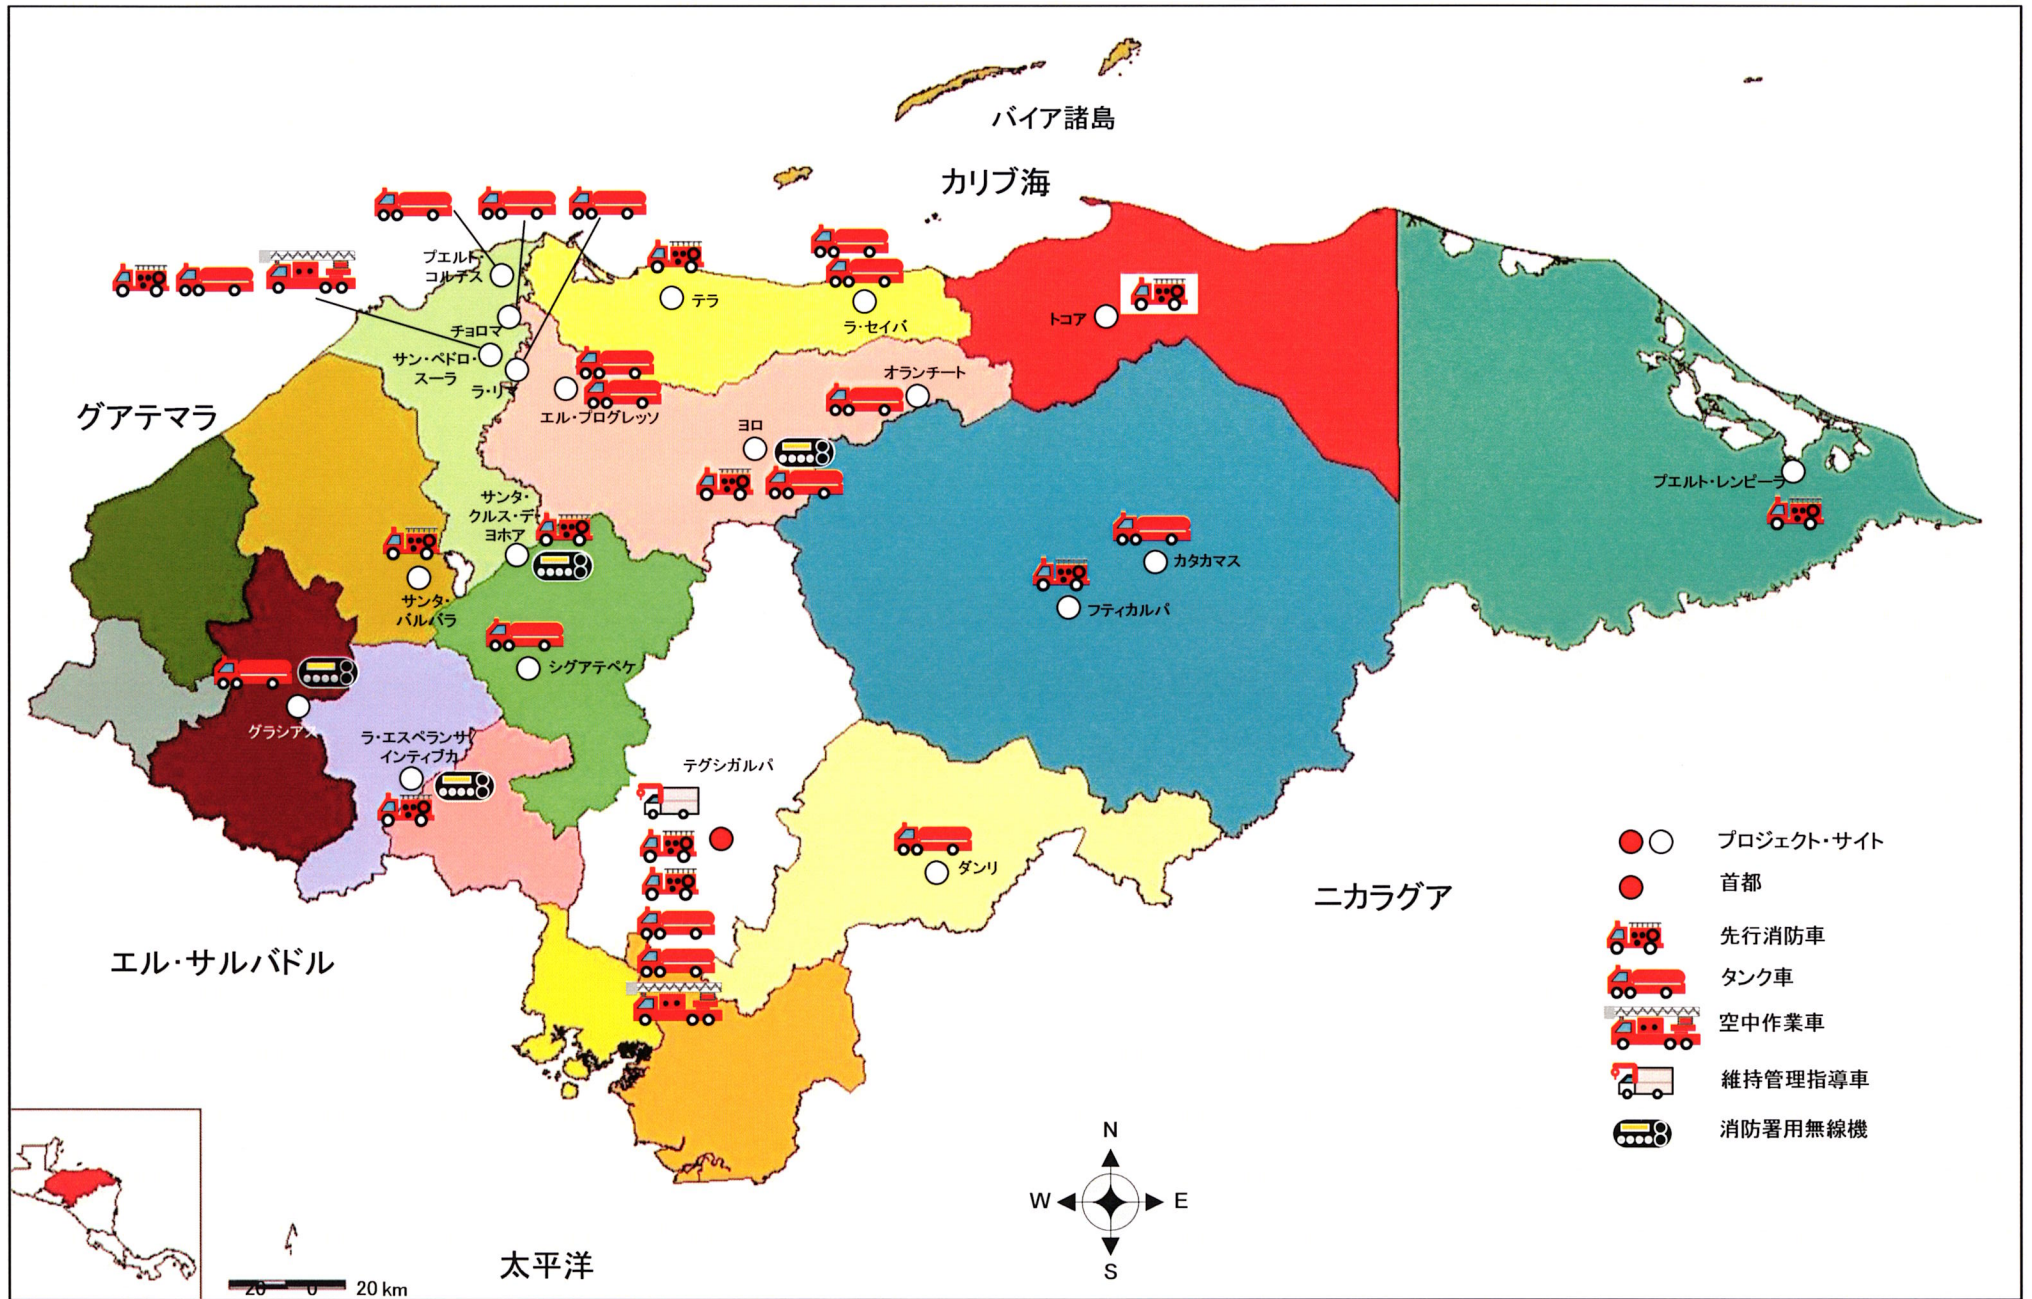 バイア諸島
カリブ海
プエルト・
コルテス
チョロマ
サン・ペドロ・
スーラ
ラ・リマ
テラ
ラ・セイバ
トコア
エル・プログレッソ
オランチート
ヨロ
グアテマラ
プエルト・レンピーラ
サンタ・
クルス・デ・
ヨホア
カタカマス
フティカルパ
サンタ・
バルバラ
シグアテペケ
グラシアス
ラ・エスペランサ
インティブカ
テグシガルパ
ダンリ
ニカラグア
エル・サルバドル
プロジェクト・サイト
首都
先行消防車
タンク車
空中作業車
維持管理指導車
消防署用無線機
N
W
E
S
太平洋
20 0 20 km